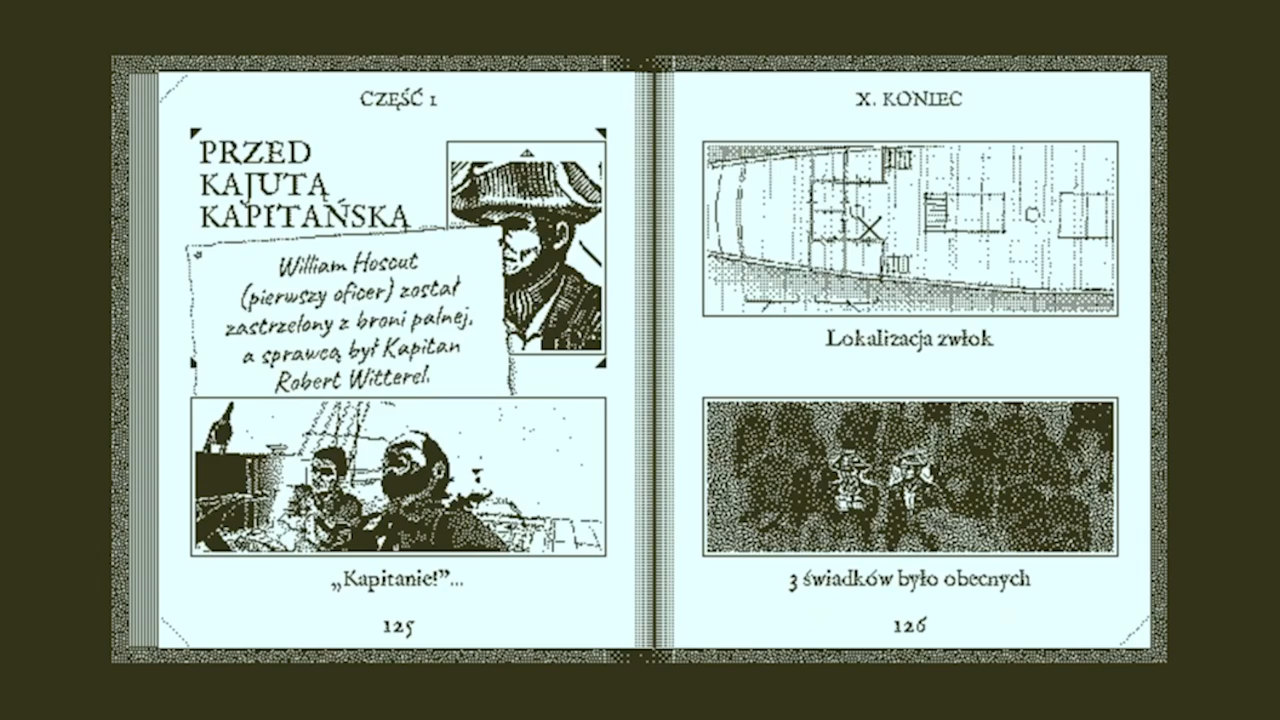 CZĘŚĆ 1
PRZED
KAJUTĄ
KAPITAŃSKĄ
William Hoscut
(pierwszy oficer) został
zastrzelony z broni palnej,
a sprawcą był Kapitan
Robert Witterel.
„Kapitanie!”...
125
X. KONIEC
Lokalizacja zwłok
3 świadków było obecnych
126